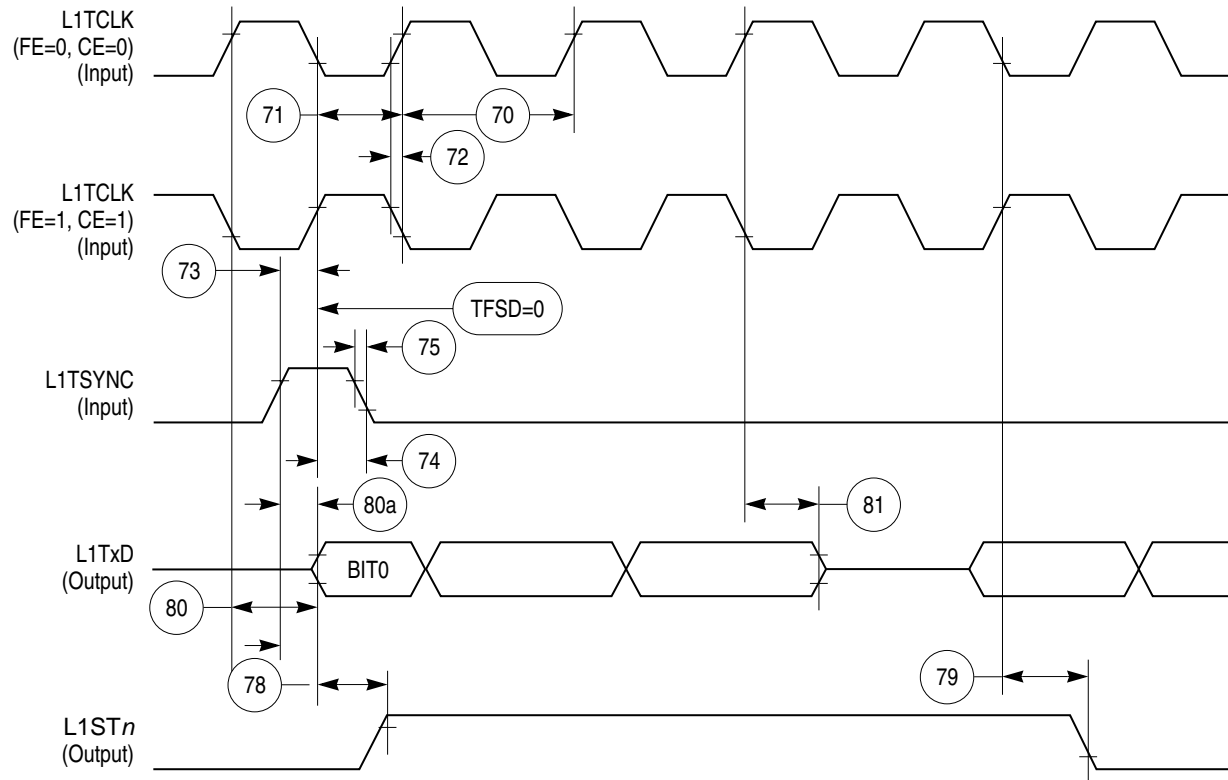 L1TCLK
(FE=0, CE=0)
(Input)
71
70
72
L1TCLK
(FE=1, CE=1)
(Input)
73
TFSD=0
75
L1TSYNC
(Input)
74
80a
81
L1TxD
(Output)
BIT0
80
78
79
L1STn
(Output)